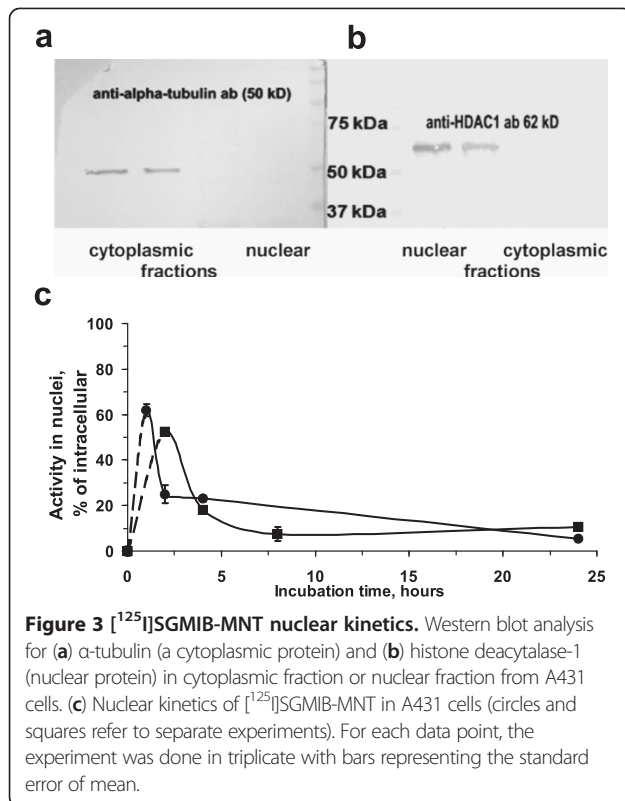 a
b
anti-alpha-tubulin ab (50 kD)
75 kDa
anti-HDAC1 ab 62 kD
50 kDa
37 kDa
cytoplasmic nuclear
fractions
nuclear cytoplasmic
fractions
c
100
80
60
40
20
0
Activity in nuclei,
% of intracellular
0 5 10 15 20 25
Incubation time, hours
Figure 3 [¹²⁵I]SGMIB-MNT nuclear kinetics. Western blot analysis
for (a) α-tubulin (a cytoplasmic protein) and (b) histone deacytalase-1
(nuclear protein) in cytoplasmic fraction or nuclear fraction from A431
cells. (c) Nuclear kinetics of [¹²⁵I]SGMIB-MNT in A431 cells (circles and
squares refer to separate experiments). For each data point, the
experiment was done in triplicate with bars representing the standard
error of mean.